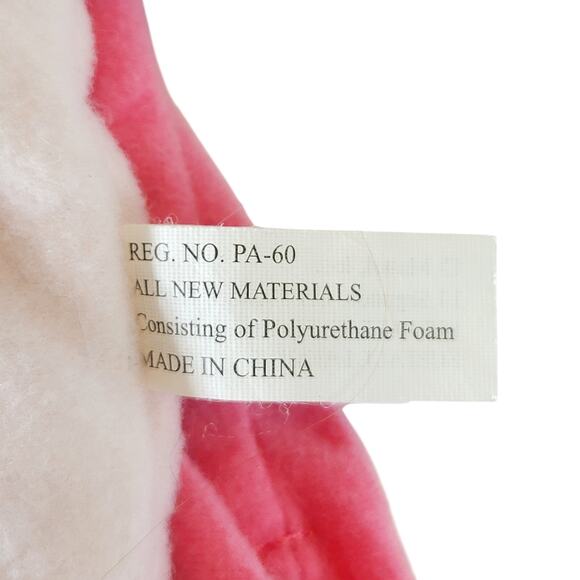 REG. NO. PA-60
ALL NEW MATERIALS
Consisting of Polyurethane Foam
MADE IN CHINA